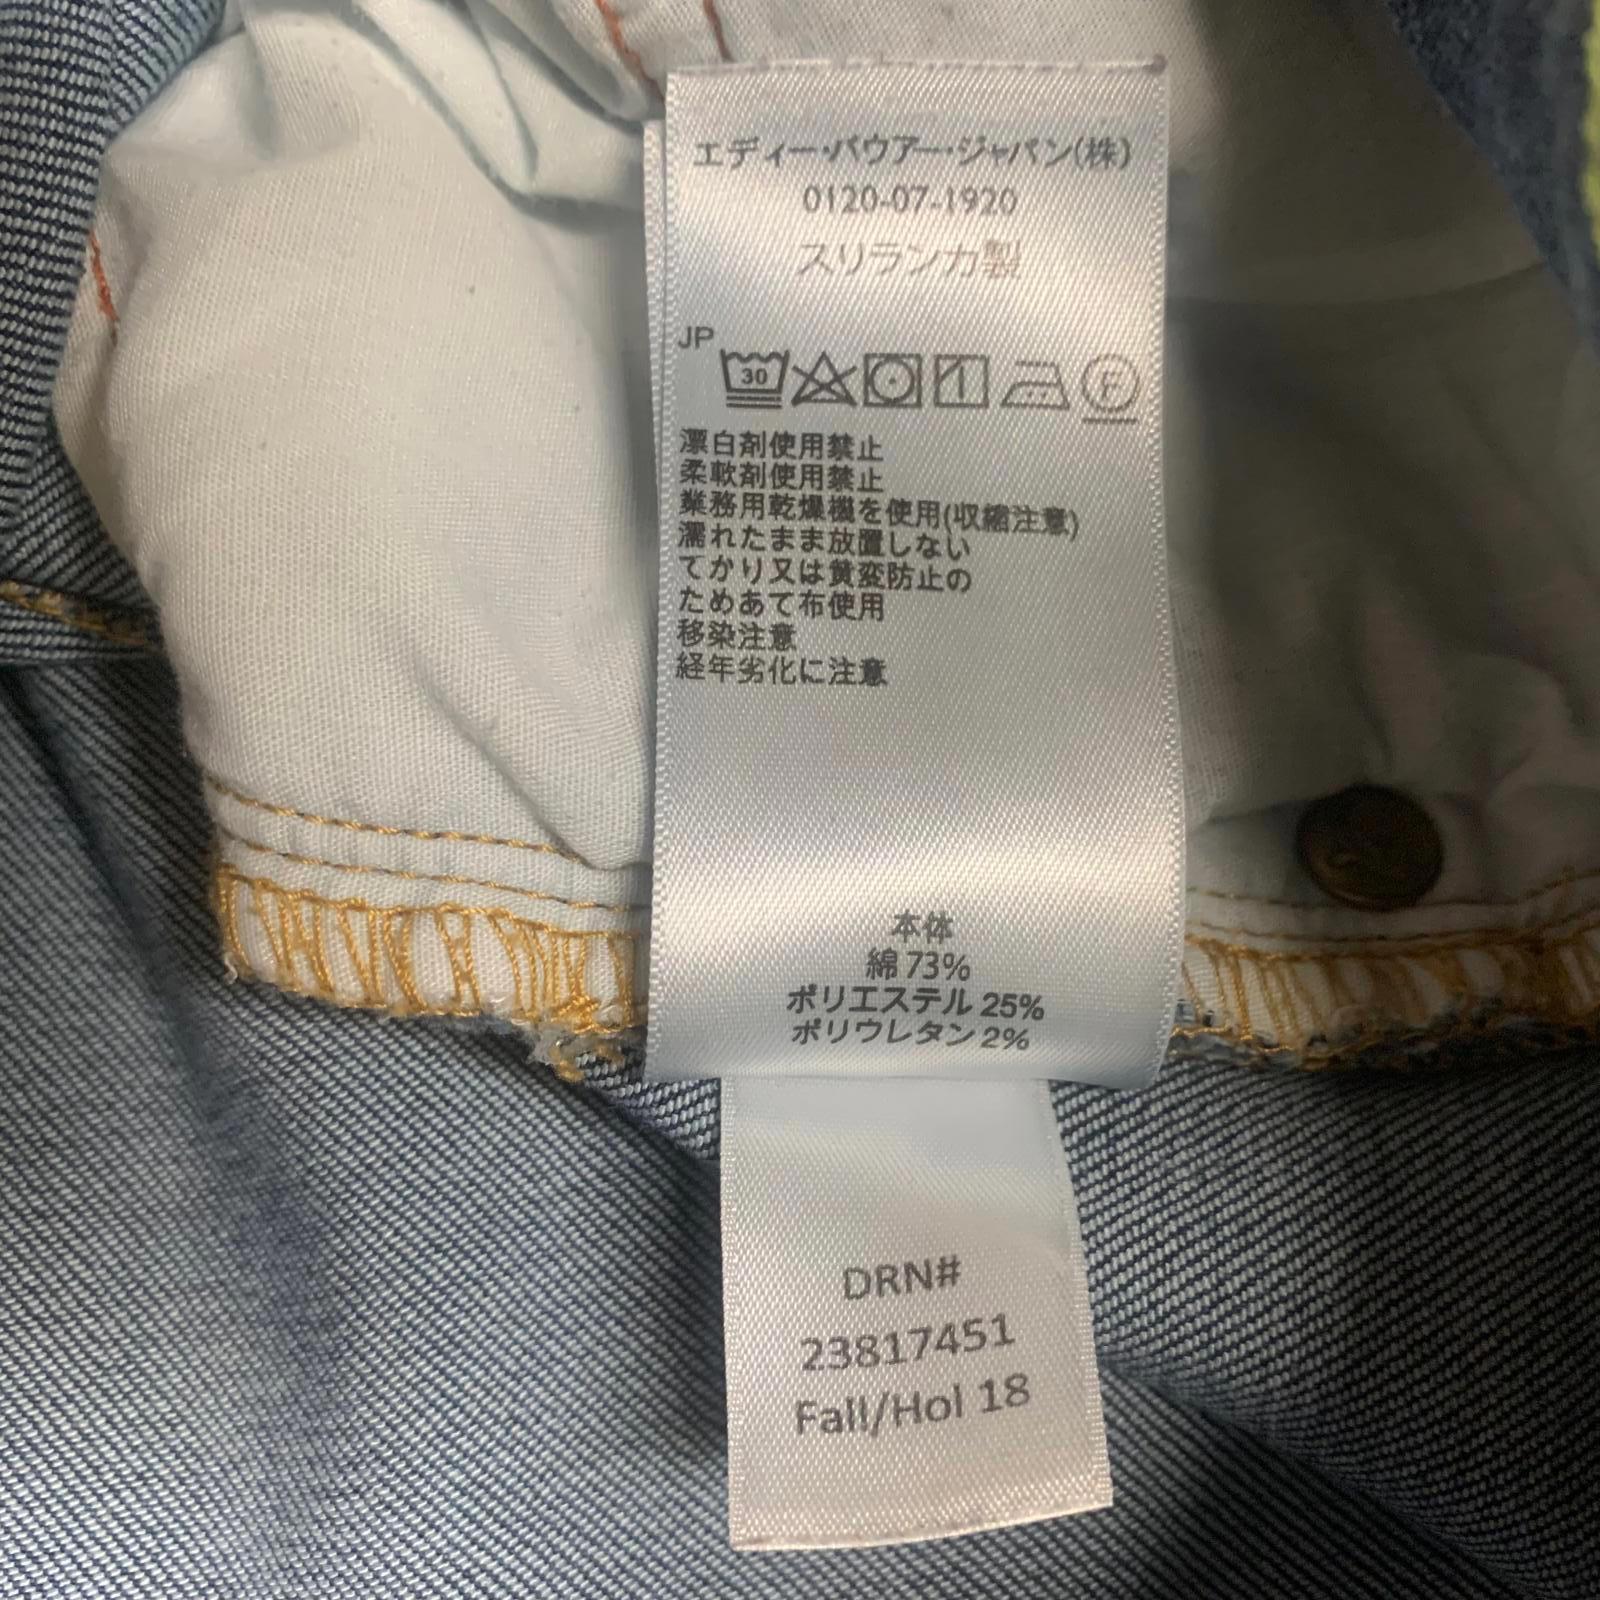 エディー・バウアー・ジャパン(株)
0120-07-1920
スリランカ製
JP
30 F
漂白剤使用禁止
柔軟剤使用禁止
業務用乾燥機を使用(収縮注意)
濡れたまま放置しない
てかり又は黄変防止の
ためあて布使用
移染注意
経年劣化に注意
本体
綿 73%
ポリエステル 25%
ポリウレタン 2%
DRN#
23817451
Fall/Hol 18